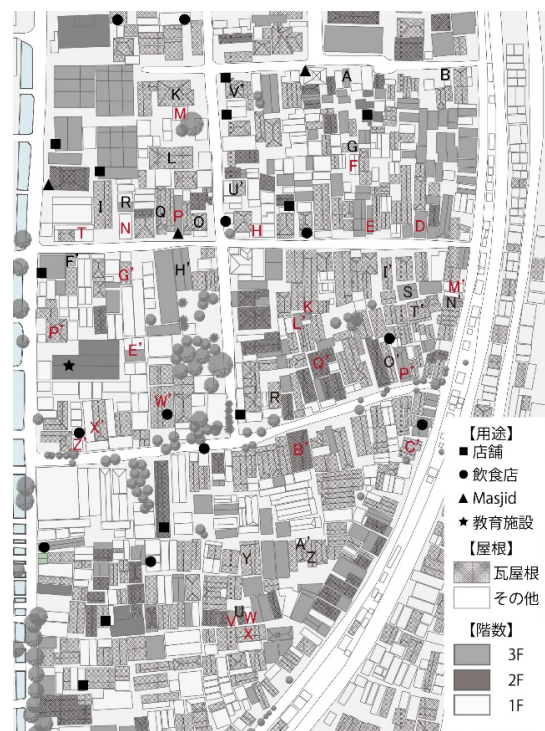 A
B
K
V'
M
G
F
L
U'
I
R
Q
P
O
T
N
H
E
D
F'
G'
H'
I'
M'
S
N'
K
L'
T'
P'
E'
Q'
O'
P'
W'
R
X'
Z'
B'
C'
A'
Y
Z
U
V
W
X
【用途】
店舗
飲食店
Masjid
教育施設
【屋根】
瓦屋根
その他
【階数】
3F
2F
1F